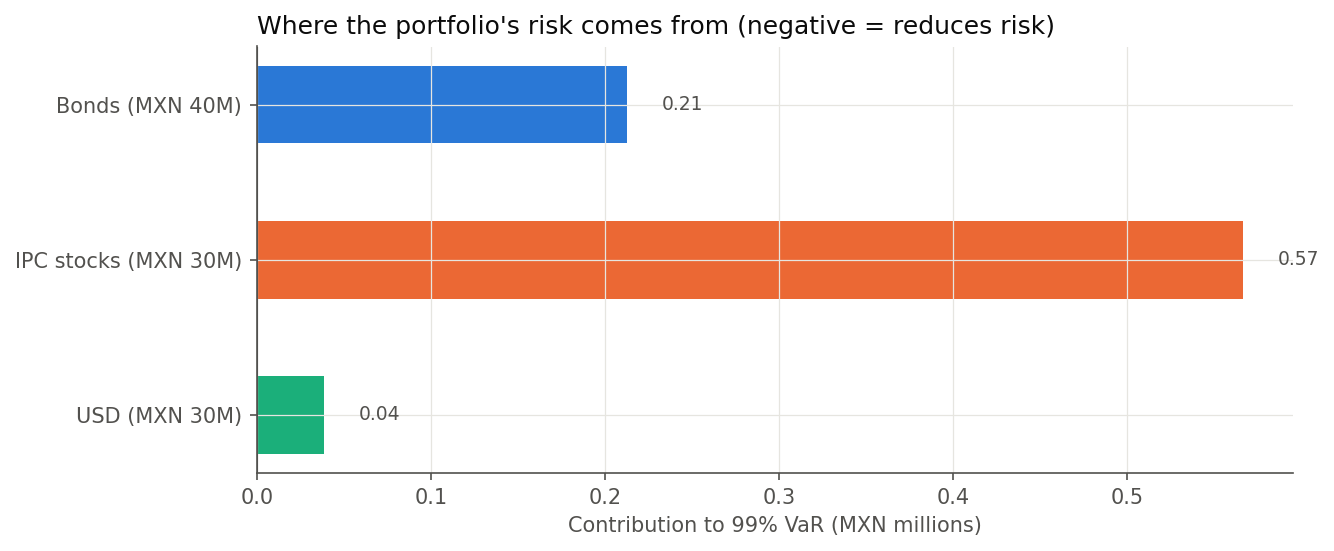 Where the portfolio's risk comes from (negative = reduces risk)
Bonds (MXN 40M)
0.21
IPC stocks (MXN 30M)
0.57
USD (MXN 30M)
0.04
0.0 0.1 0.2 0.3 0.4 0.5
Contribution to 99% VaR (MXN millions)